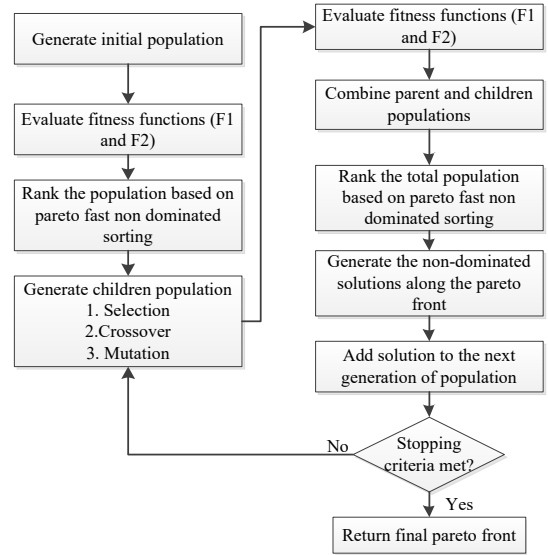 Generate initial population
Evaluate fitness functions (F1
and F2)
Rank the population based on
pareto fast non dominated
sorting
Generate children population
1. Selection
2.Crossover
3. Mutation
Evaluate fitness functions (F1
and F2)
Combine parent and children
populations
Rank the total population
based on pareto fast non
dominated sorting
Generate the non-dominated
solutions along the pareto
front
Add solution to the next
generation of population
Stopping
criteria met?
No
Yes
Return final pareto front